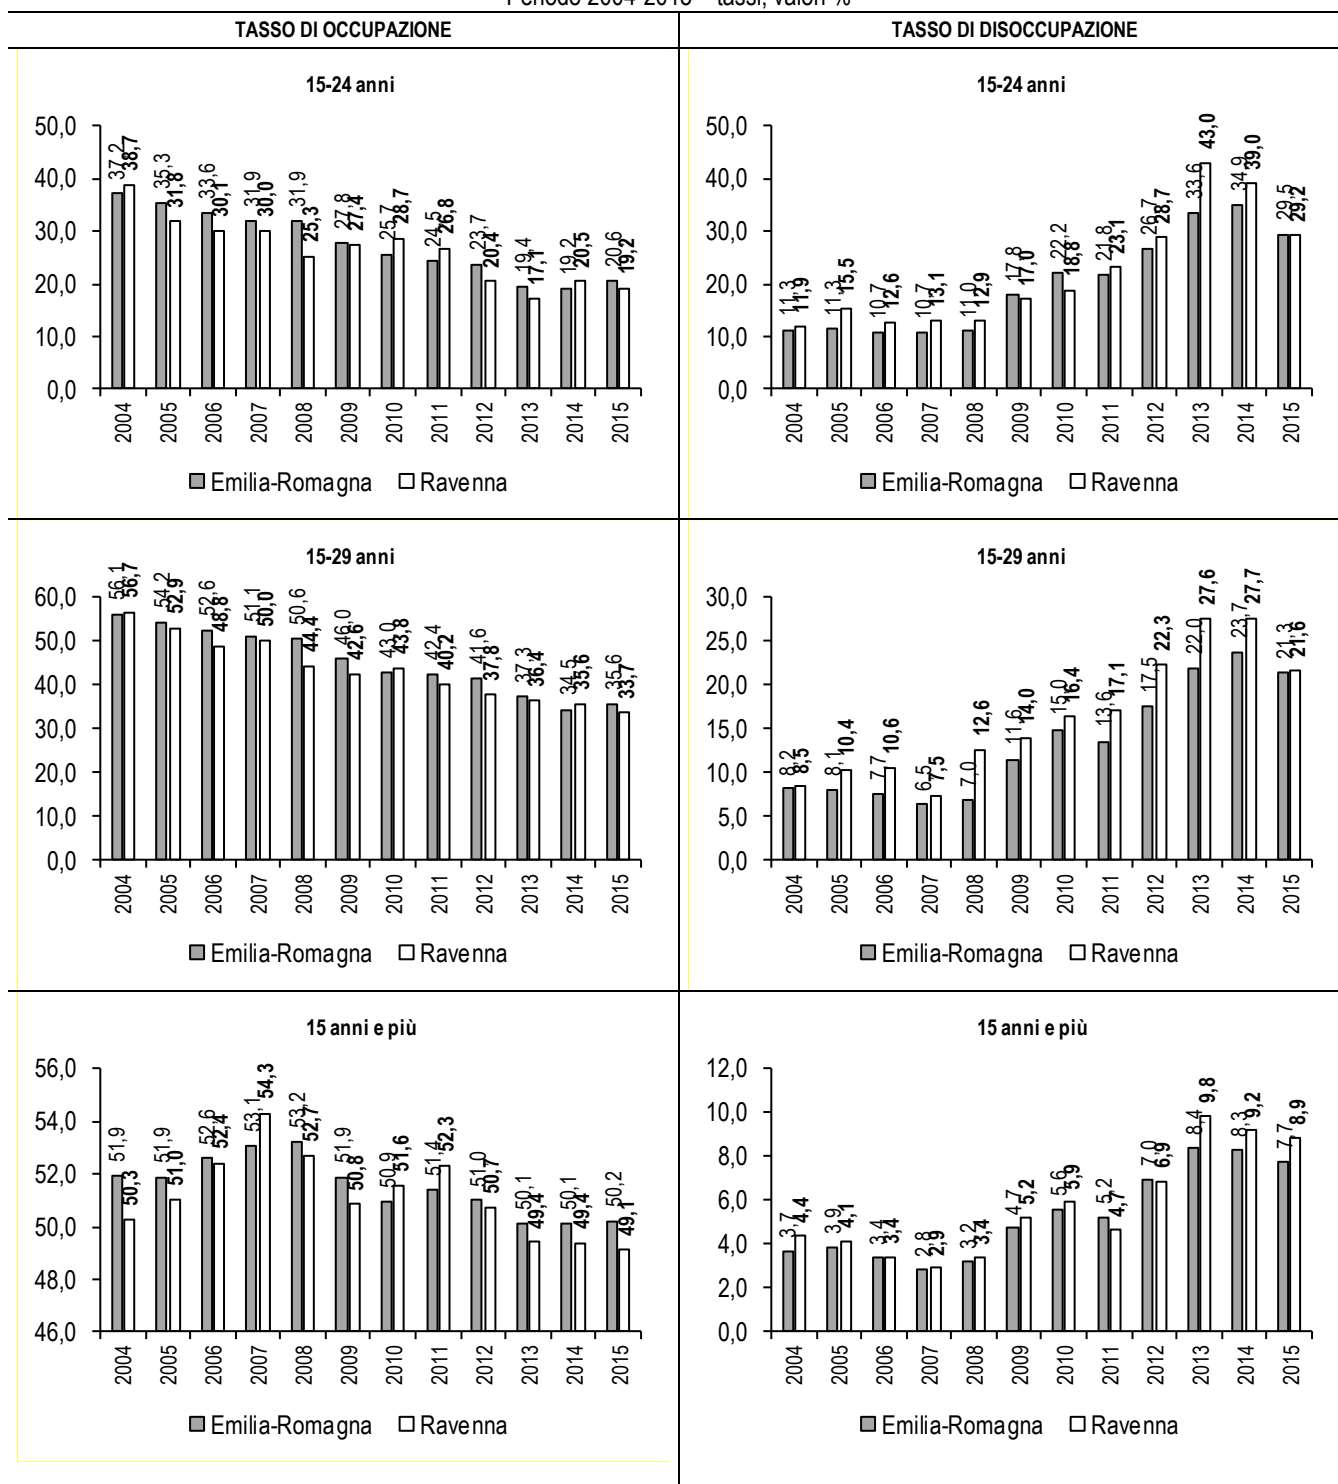 TASSO DI OCCUPAZIONE
TASSO DI DISOCCUPAZIONE
15-24 anni
50,0
40,0
30,0
20,0
10,0
0,0
37,2 38,7 35,3 31,8 33,6 30,1 31,9 30,0 31,9 25,3 27,8 27,4 25,7 28,7 24,5 26,8 23,7 20,4 19,4 17,1 19,2 20,5 20,6 19,2
2004 2005 2006 2007 2008 2009 2010 2011 2012 2013 2014 2015
Emilia-Romagna Ravenna
15-24 anni
50,0
40,0
30,0
20,0
10,0
0,0
11,3 11,9 11,3 15,5 10,7 12,6 10,7 13,1 11,0 12,9 17,8 17,0 22,2 18,8 21,8 23,1 26,7 28,7 33,6 43,0 34,9 39,0 29,5 29,2
2004 2005 2006 2007 2008 2009 2010 2011 2012 2013 2014 2015
Emilia-Romagna Ravenna
15-29 anni
60,0
50,0
40,0
30,0
20,0
10,0
0,0
56,1 56,7 54,2 52,9 52,6 48,8 51,1 50,0 50,6 44,4 46,0 42,6 43,0 43,8 42,4 40,2 41,6 37,8 37,3 36,4 34,5 35,6 35,6 33,7
2004 2005 2006 2007 2008 2009 2010 2011 2012 2013 2014 2015
Emilia-Romagna Ravenna
15-29 anni
30,0
25,0
20,0
15,0
10,0
5,0
0,0
8,2 8,5 8,1 10,4 7,7 10,6 6,5 7,5 7,0 12,6 11,6 14,0 15,0 16,4 13,6 17,1 17,5 22,3 22,0 27,6 23,7 27,7 21,3 21,6
2004 2005 2006 2007 2008 2009 2010 2011 2012 2013 2014 2015
Emilia-Romagna Ravenna
15 anni e più
56,0
54,0
52,0
50,0
48,0
46,0
51,9 50,3 51,9 51,0 52,6 52,4 53,1 54,3 53,2 52,7 51,9 50,8 50,9 51,6 51,4 52,3 51,0 50,7 50,1 49,4 50,1 49,4 50,2 49,1
2004 2005 2006 2007 2008 2009 2010 2011 2012 2013 2014 2015
Emilia-Romagna Ravenna
15 anni e più
12,0
10,0
8,0
6,0
4,0
2,0
0,0
3,7 4,4 3,9 4,1 3,4 3,4 2,8 2,9 3,2 3,4 4,7 5,2 5,6 5,9 5,2 4,7 7,0 6,9 8,4 9,8 8,3 9,2 7,7 8,9
2004 2005 2006 2007 2008 2009 2010 2011 2012 2013 2014 2015
Emilia-Romagna Ravenna